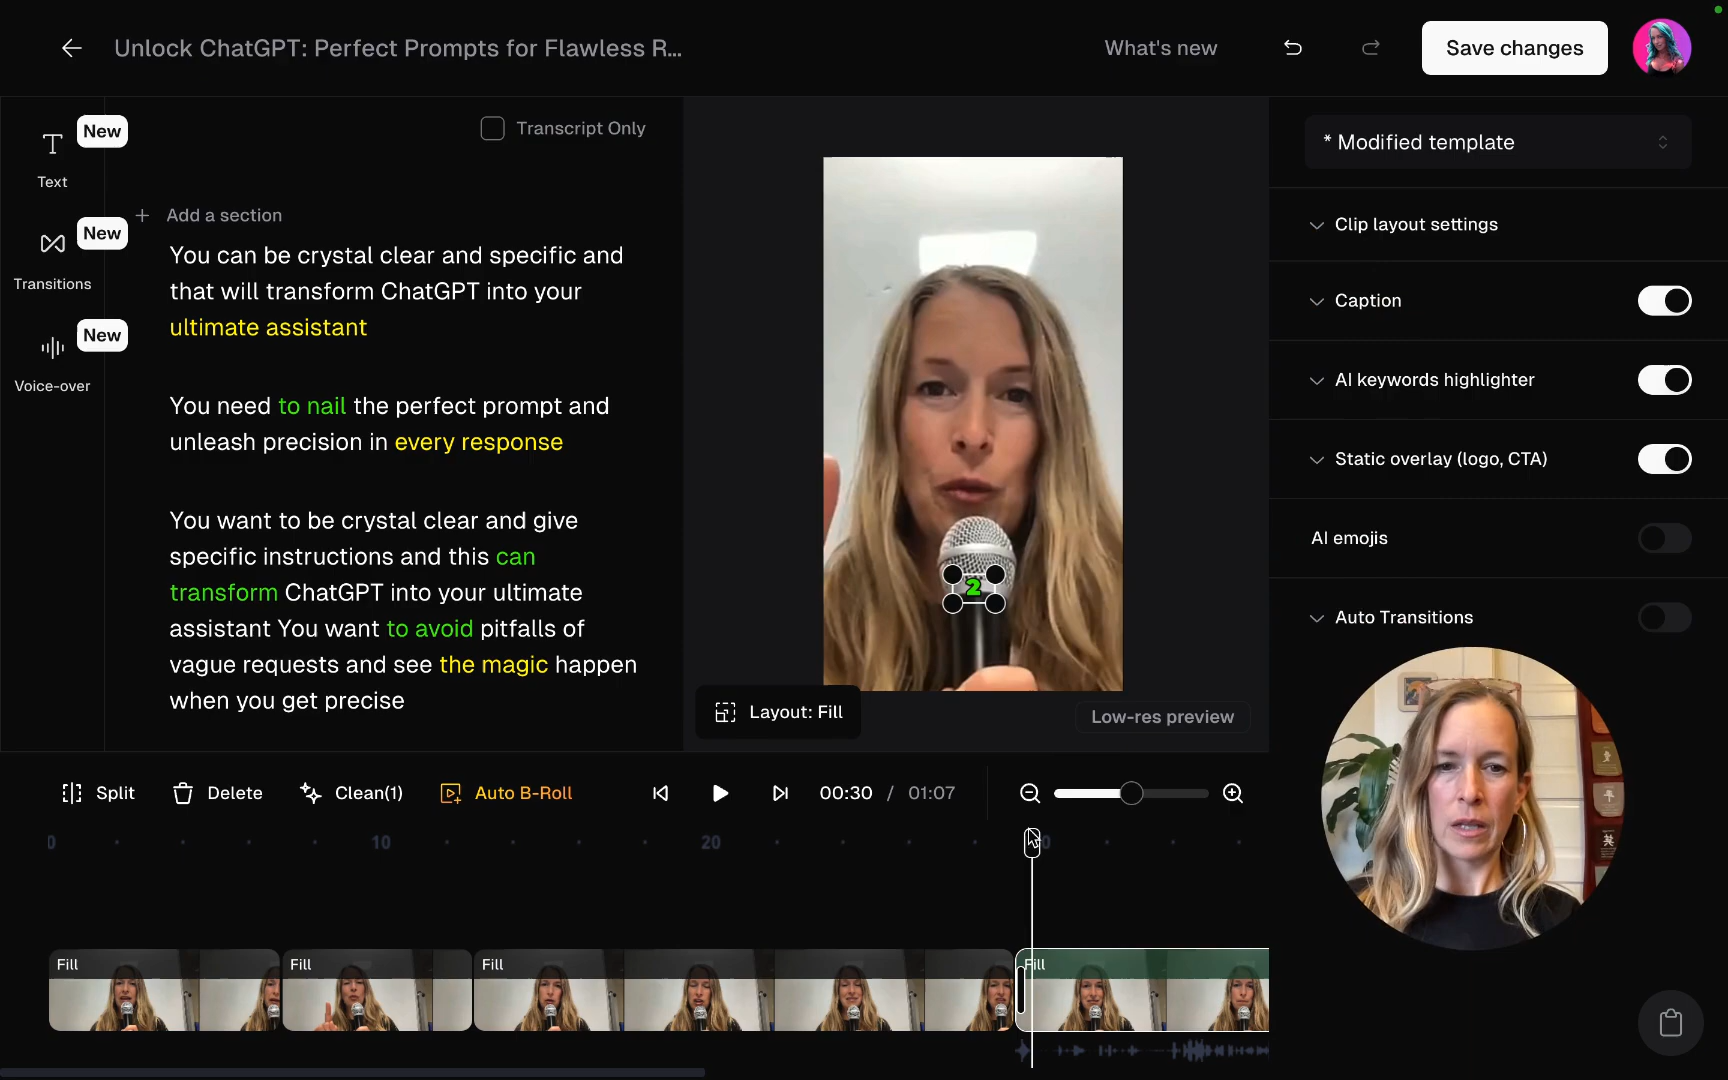 Unlock ChatGPT: Perfect Prompts for Flawless R...
What's new
Save changes
New
Text
New
Transitions
New
Voice-over
Transcript Only
Add a section
You can be crystal clear and specific and
that will transform ChatGPT into your
ultimate assistant
You need to nail the perfect prompt and
unleash precision in every response
You want to be crystal clear and give
specific instructions and this can
transform ChatGPT into your ultimate
assistant You want to avoid pitfalls of
vague requests and see the magic happen
when you get precise
2
Layout: Fill
Low-res preview
* Modified template
Clip layout settings
Caption
AI keywords highlighter
Static overlay (logo, CTA)
AI emojis
Auto Transitions
Split
Delete
Clean(1)
Auto B-Roll
00:30 / 01:07
0 10 20
Fill
Fill
Fill
Fill